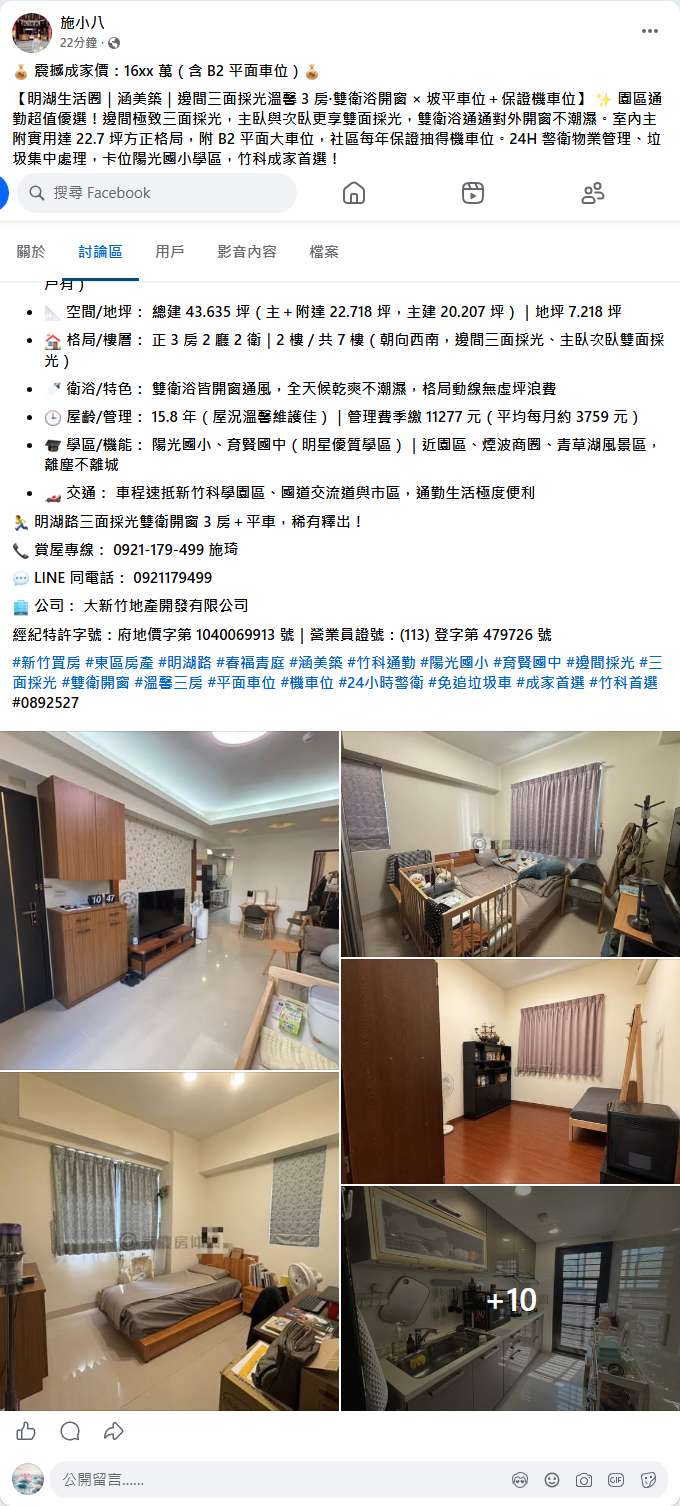 施小八
22分鐘 ·
💰 震撼成家價：16xx 萬（含 B2 平面車位）💰
【明湖生活圈｜涵美築｜邊間三面採光溫馨 3 房·雙衛浴開窗 × 坡平車位＋保證機車位】✨ 園區通
勤超值優選！邊間極致三面採光，主臥與次臥更享雙面採光，雙衛浴通通對外開窗不潮濕。室內主
附實用達 22.7 坪方正格局，附 B2 平面大車位，社區每年保證抽得機車位。24H 警衛物業管理、垃
圾集中處理，卡位陽光國小學區，竹科成家首選！
搜尋 Facebook
關於 討論區 用戶 影音內容 檔案
戶有）
• 📐 空間/地坪： 總建 43.635 坪（主＋附達 22.718 坪，主建 20.207 坪）｜地坪 7.218 坪
• 🏠 格局/樓層： 正 3 房 2 廳 2 衛｜2 樓 / 共 7 樓（朝向西南，邊間三面採光、主臥次臥雙面採
光）
• 🚿 衛浴/特色： 雙衛浴皆開窗通風，全天候乾爽不潮濕，格局動線無虛坪浪費
• 🕒 屋齡/管理： 15.8 年（屋況溫馨維護佳）｜管理費季繳 11277 元（平均每月約 3759 元）
• 🎓 學區/機能： 陽光國小、育賢國中（明星優質學區）｜近園區、煙波商圈、青草湖風景區，
離塵不離城
• 🏎️ 交通： 車程速抵新竹科學園區、國道交流道與市區，通勤生活極度便利
🏃 明湖路三面採光雙衛開窗 3 房＋平車，稀有釋出！
📞 賞屋專線： 0921-179-499 施琦
💬 LINE 同電話： 0921179499
🏢 公司： 大新竹地產開發有限公司
經紀特許字號：府地價字第 1040069913 號｜營業員證號：(113) 登字第 479726 號
#新竹買房 #東區房產 #明湖路 #春福青庭 #涵美築 #竹科通勤 #陽光國小 #育賢國中 #邊間採光 #三
面採光 #雙衛開窗 #溫馨三房 #平面車位 #機車位 #24小時警衛 #免追垃圾車 #成家首選 #竹科首選
#0892527
10 47
+10
公開留言......
GIF